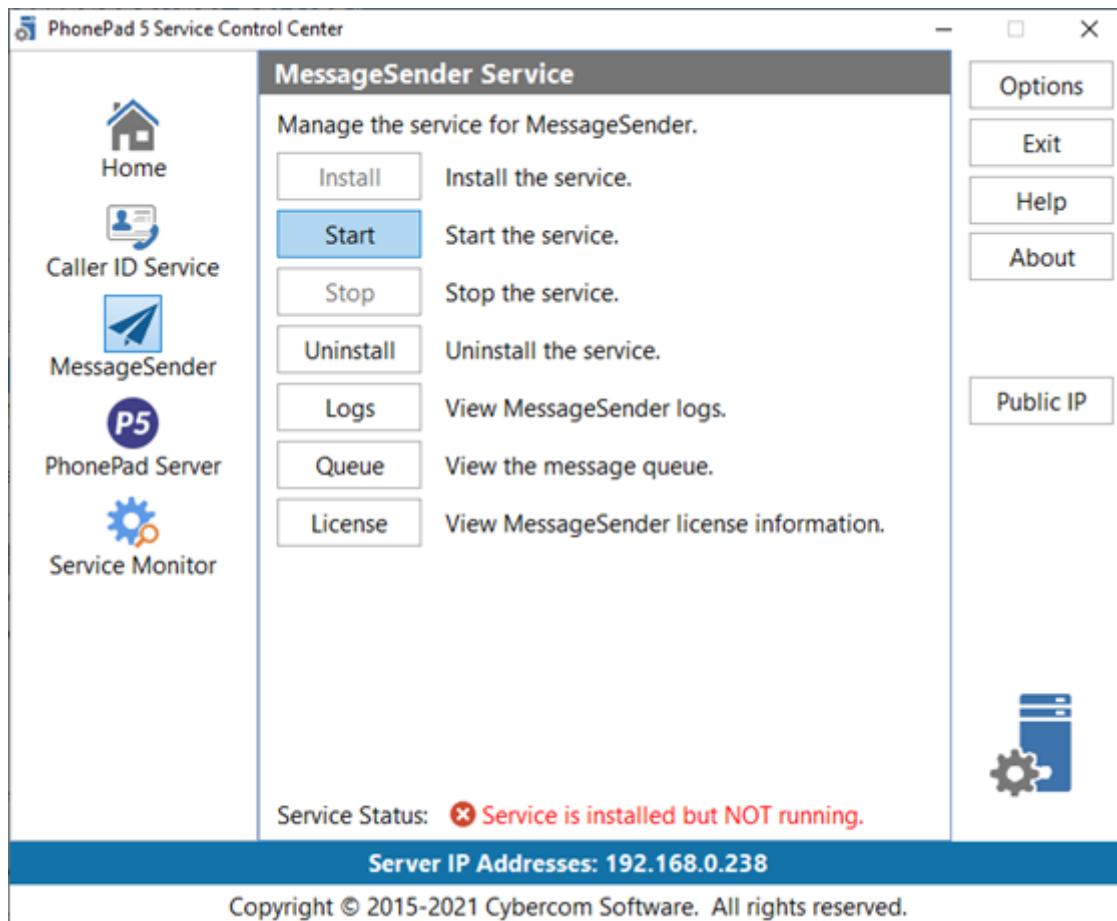 PhonePad 5 Service Control Center
Home
Caller ID Service
MessageSender
P5
PhonePad Server
Service Monitor
MessageSender Service
Manage the service for MessageSender.
Install Install the service.
Start Start the service.
Stop Stop the service.
Uninstall Uninstall the service.
Logs View MessageSender logs.
Queue View the message queue.
License View MessageSender license information.
Service Status: Service is installed but NOT running.
Options
Exit
Help
About
Public IP
Server IP Addresses: 192.168.0.238
Copyright © 2015-2021 Cybercom Software. All rights reserved.